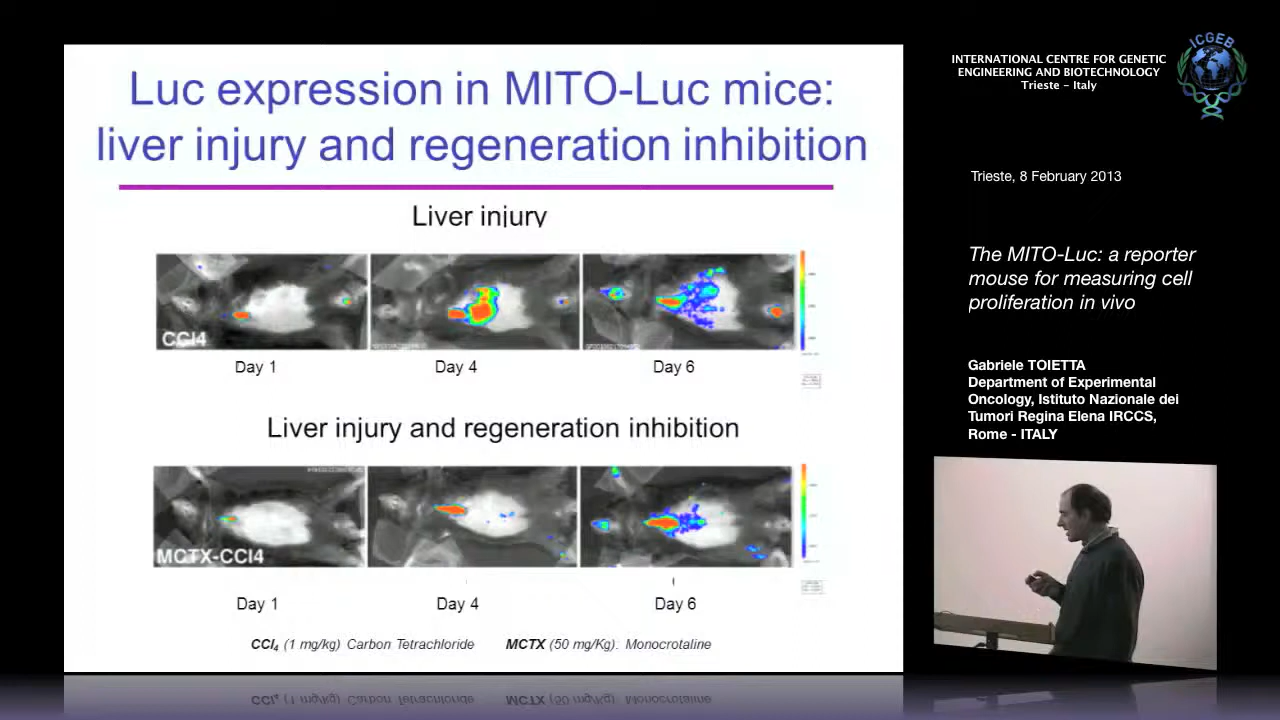 Luc expression in MITO-Luc mice:
liver injury and regeneration inhibition
Liver injury
CCl4
Day 1
Day 4
Day 6
Liver injury and regeneration inhibition
MCTX-CCl4
Day 1
Day 4
Day 6
CCl₄ (1 mg/kg) Carbon Tetrachloride MCTX (50 mg/Kg): Monocrotaline
INTERNATIONAL CENTRE FOR GENETIC
ENGINEERING AND BIOTECHNOLOGY
Trieste - Italy
ICGEB
Trieste, 8 February 2013
The MITO-Luc: a reporter
mouse for measuring cell
proliferation in vivo
Gabriele TOIETTA
Department of Experimental
Oncology, Istituto Nazionale dei
Tumori Regina Elena IRCCS,
Rome - ITALY